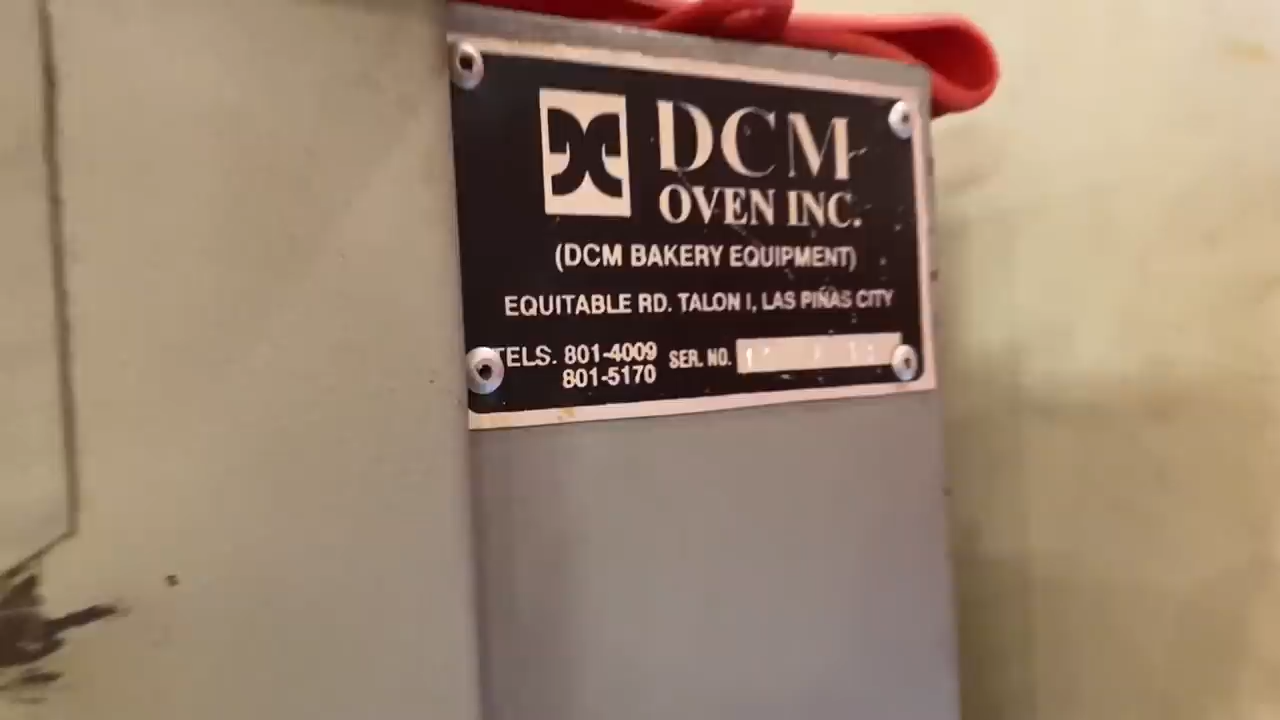 DCM
OVEN INC.
(DCM BAKERY EQUIPMENT)
EQUITABLE RD. TALON I, LAS PIÑAS CITY
TELS. 801-4009 SER. NO.
801-5170